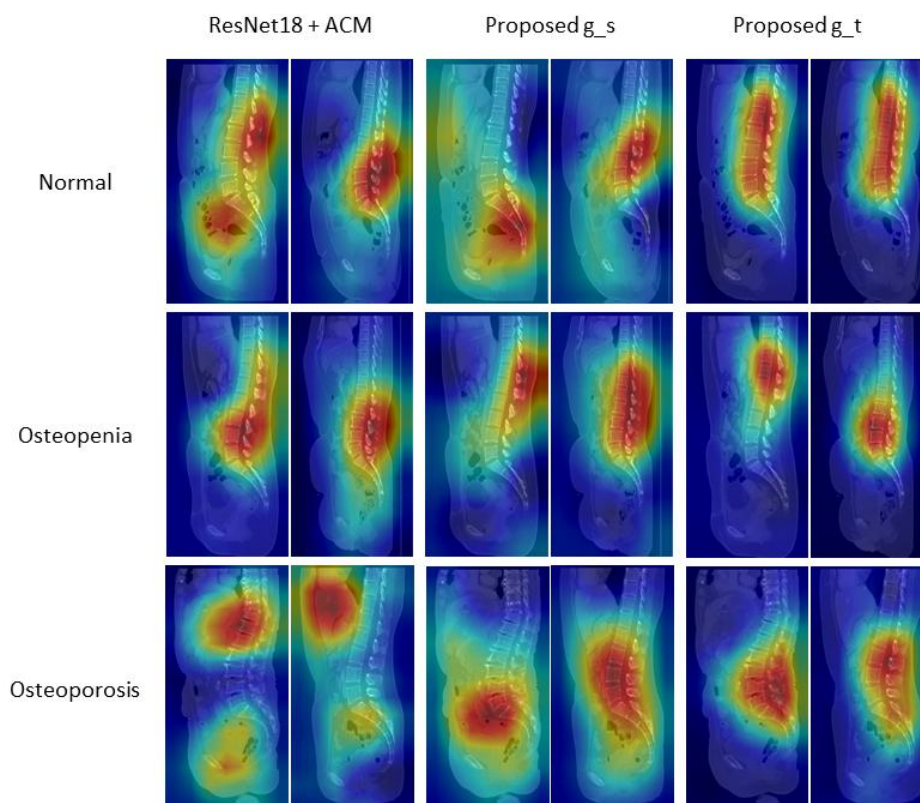 ResNet18 + ACM Proposed g_s Proposed g_t
Normal
Osteopenia
Osteoporosis